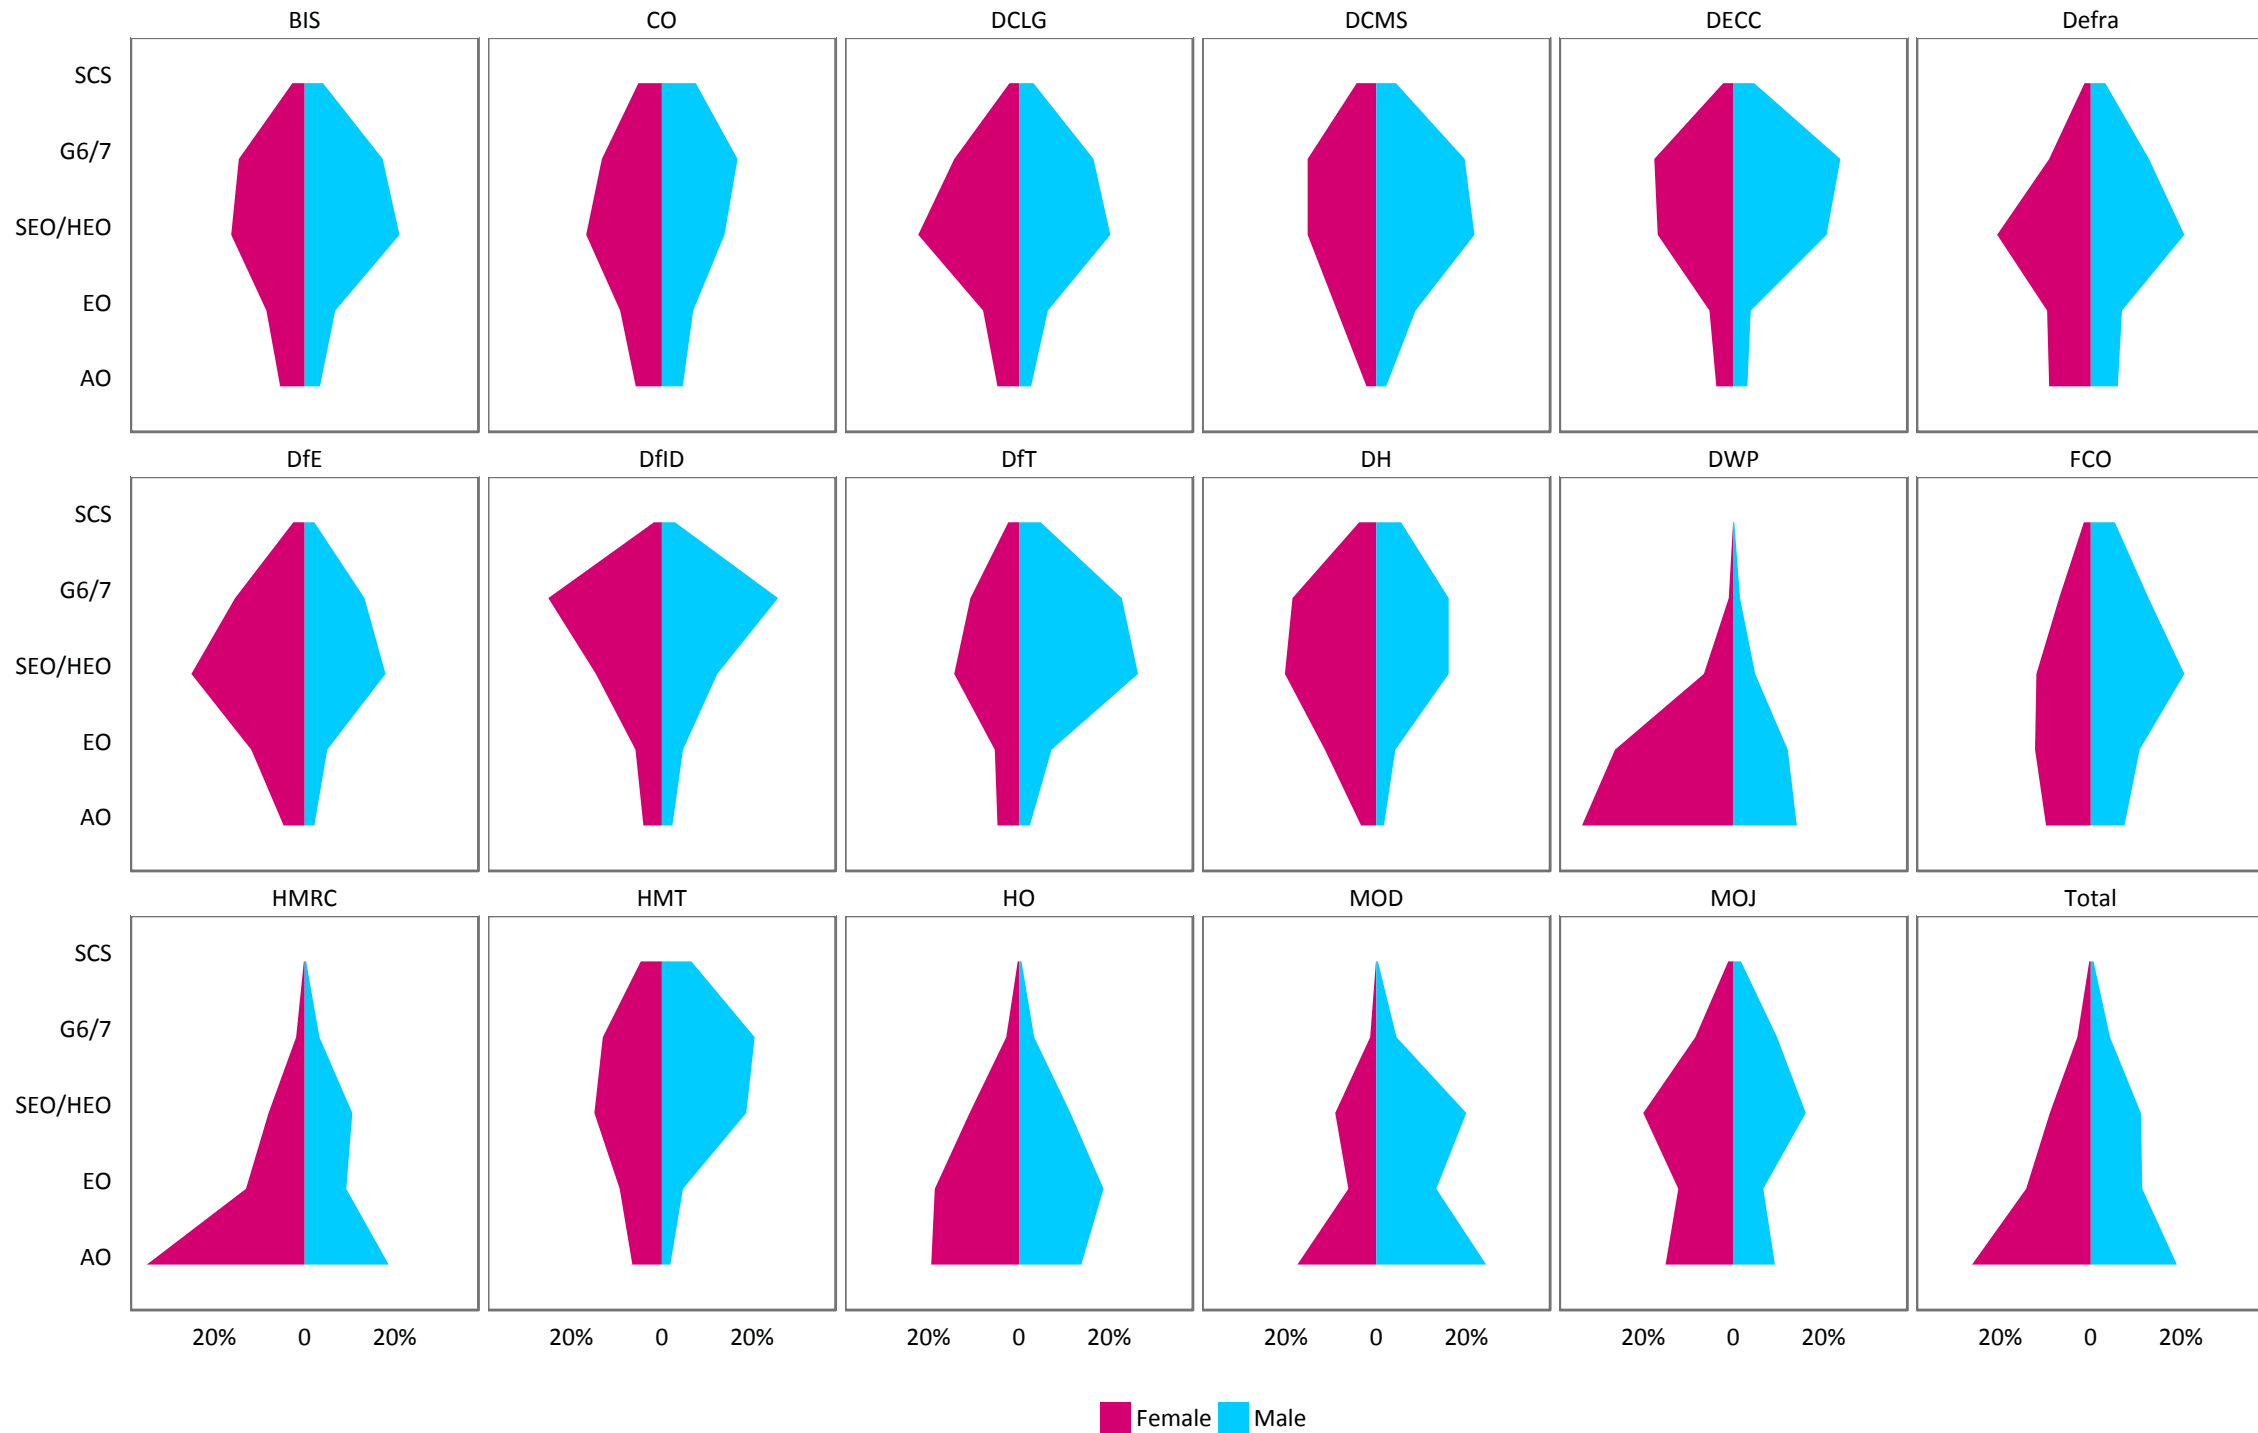 BIS CO DCLG DCMS DECC Defra
SCS
G6/7
SEO/HEO
EO
AO
DfE DfID DfT DH DWP FCO
SCS
G6/7
SEO/HEO
EO
AO
HMRC HMT HO MOD MOJ Total
SCS
G6/7
SEO/HEO
EO
AO
20% 0 20% 20% 0 20% 20% 0 20% 20% 0 20% 20% 0 20% 20% 0 20%
Female Male